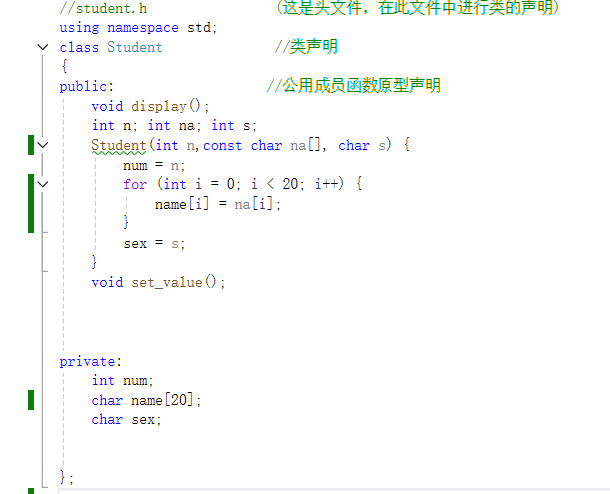 //student.h                (这是头文件，在此文件中进行类的声明)
using namespace std;
class Student              //类声明
{
public:                   //公用成员函数原型声明
    void display();
    int n; int na; int s;
    Student(int n,const char na[], char s) {
        num = n;
        for (int i = 0; i < 20; i++) {
            name[i] = na[i];
        }
        sex = s;
    }
    void set_value();
private:
    int num;
    char name[20];
    char sex;
};